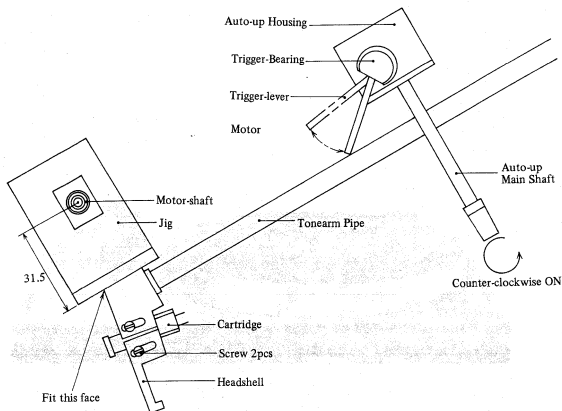 Auto-up Housing
Trigger-Bearing
Trigger-lever
Motor
Auto-up
Main Shaft
Motor-shaft
Jig
Tonearm Pipe
31.5
Counter-clockwise ON
Cartridge
Screw 2pcs
Headshell
Fit this face